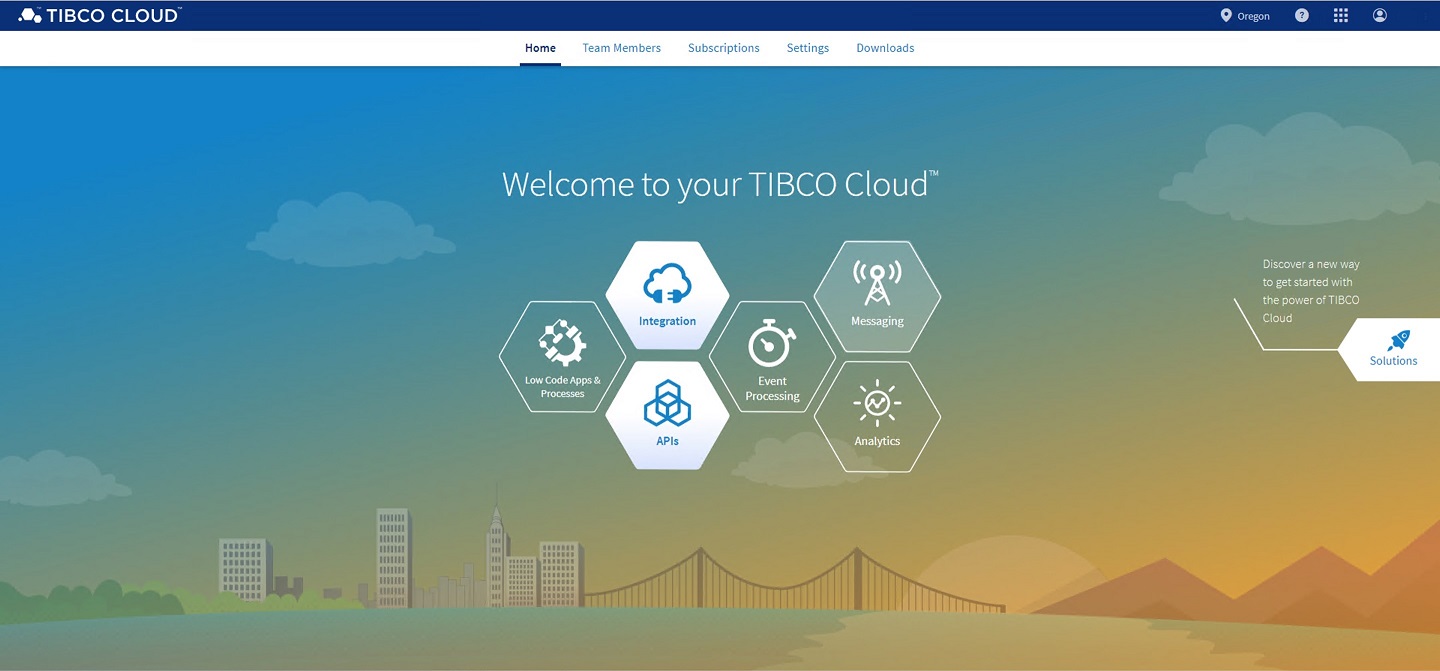 TIBCO CLOUD™
Oregon
?
Home
Team Members
Subscriptions
Settings
Downloads
Welcome to your TIBCO Cloud™
Integration
Messaging
Low Code Apps &
Processes
Event
Processing
APIs
Analytics
Discover a new way
to get started with
the power of TIBCO
Cloud
Solutions